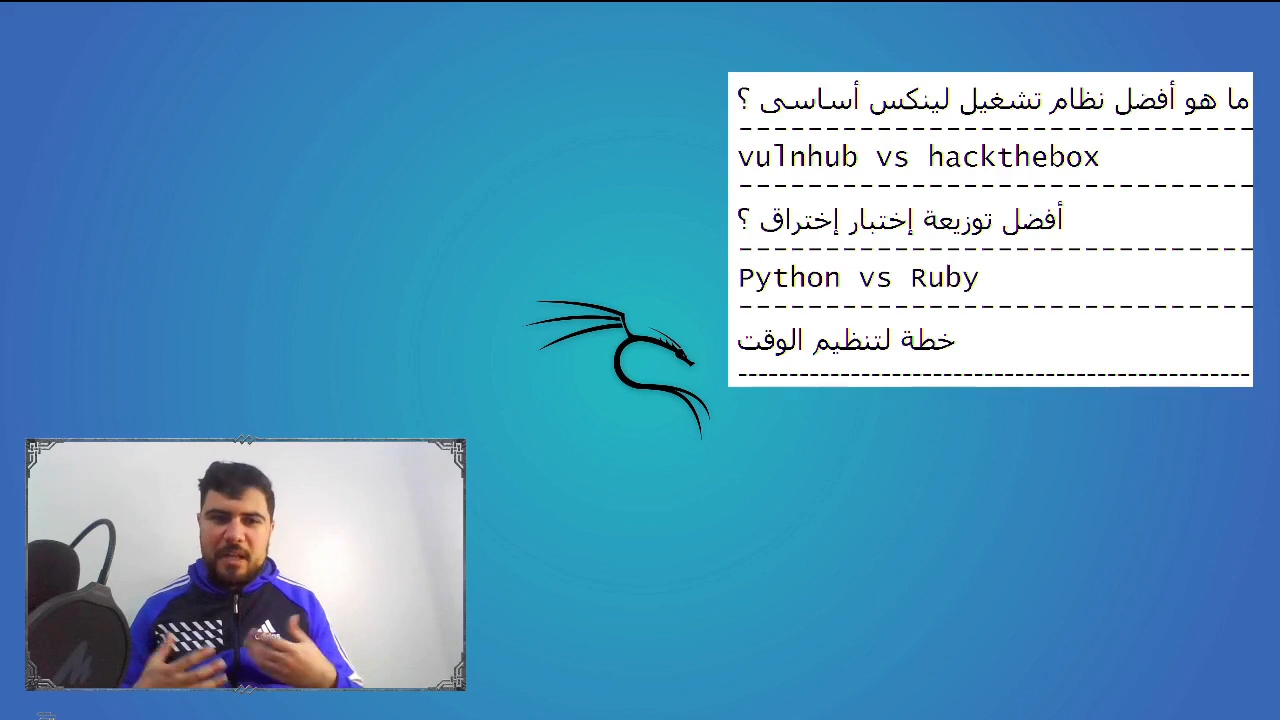 ما هو أفضل نظام تشغيل لينكس أساسى ؟
vulnhub vs hackthebox
أفضل توزيعة إختبار إختراق ؟
Python vs Ruby
خطة لتنظيم الوقت
adidas